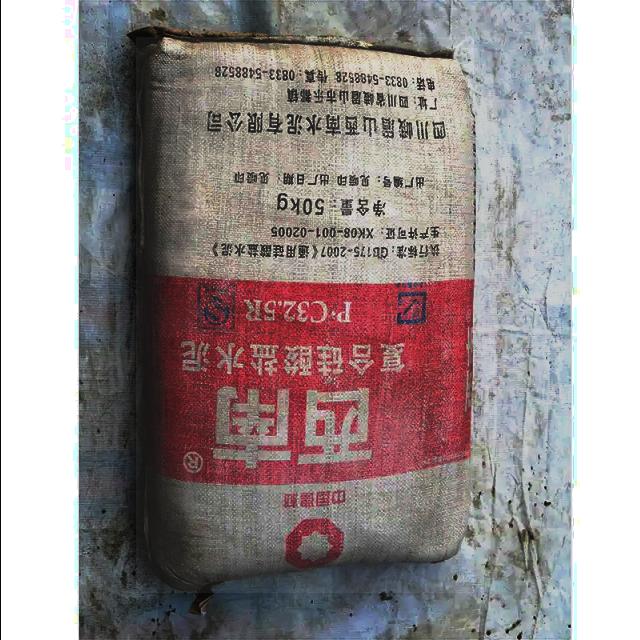 中国西南
西南®
复合硅酸盐水泥
P·C32.5R
执行标准：GB175-2007《通用硅酸盐水泥》
生产许可证：XK08-001-02005
净含量：50kg
出厂编号：见喷印 出厂日期：见喷印
四川峨眉山西南水泥有限公司
厂址：四川省峨眉山市乐都镇
电话：0833-5488528 传真：0833-5488528